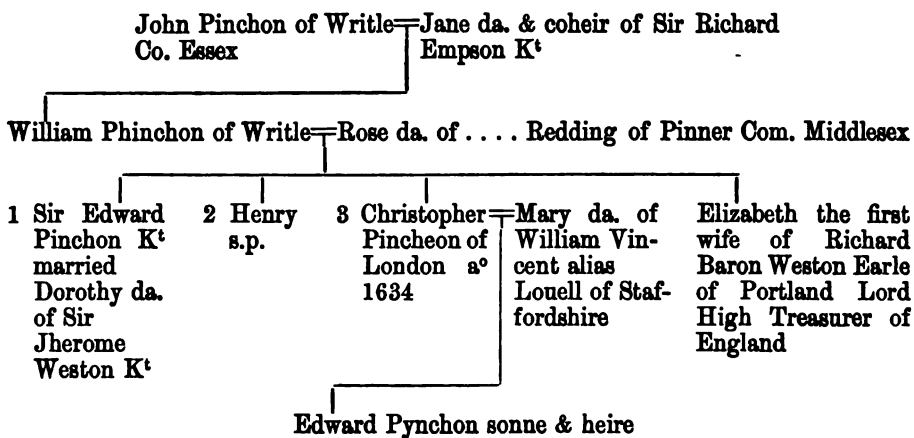 John Pinchon of Writle═Jane da. & coheir of Sir Richard
Co. Essex
Empson Kᵗ
William Phinchon of Writle═Rose da. of . . . . Redding of Pinner Com. Middlesex
1 Sir Edward
Pinchon Kᵗ
married
Dorothy da.
of Sir
Jherome
Weston Kᵗ
2 Henry
s.p.
3 Christopher═Mary da. of
Pincheon of
London aᵒ
1634
William Vin-
cent alias
Louell of Staf-
fordshire
Elizabeth the first
wife of Richard
Baron Weston Earle
of Portland Lord
High Treasurer of
England
Edward Pynchon sonne & heire